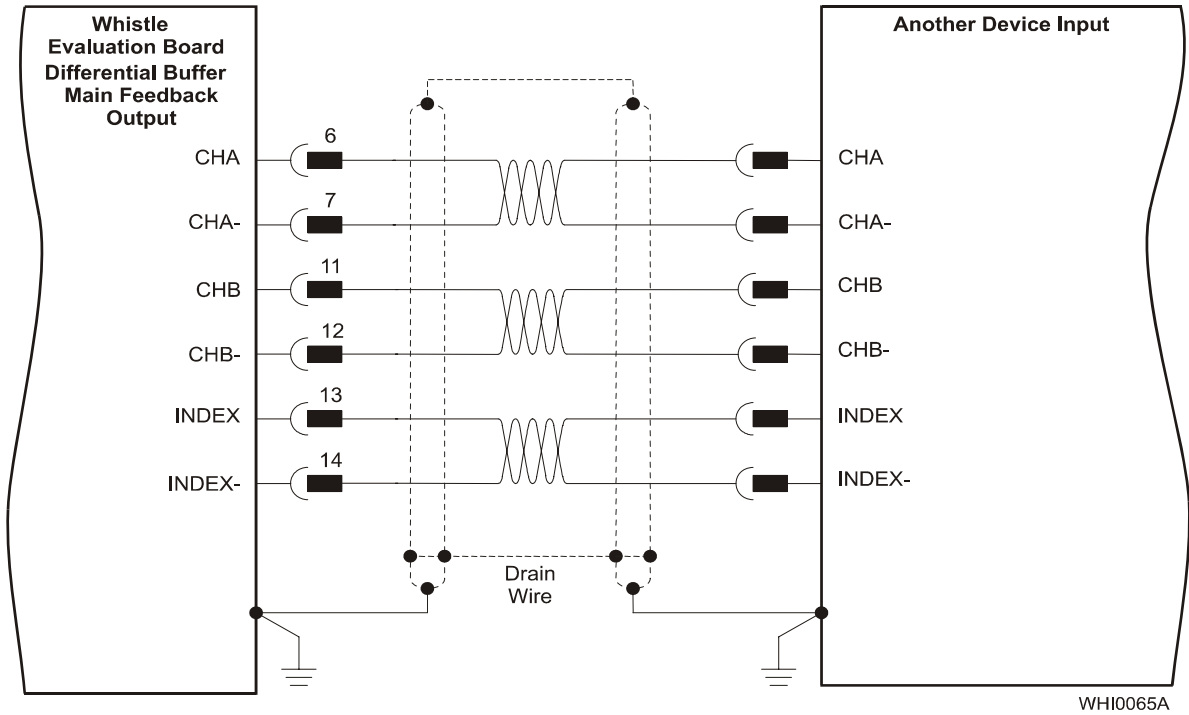 Whistle
Evaluation Board
Differential Buffer
Main Feedback
Output
Another Device Input
CHA
6
CHA
CHA-
7
CHA-
CHB
11
CHB
CHB-
12
CHB-
INDEX
13
INDEX
INDEX-
14
INDEX-
Drain
Wire
WHI0065A